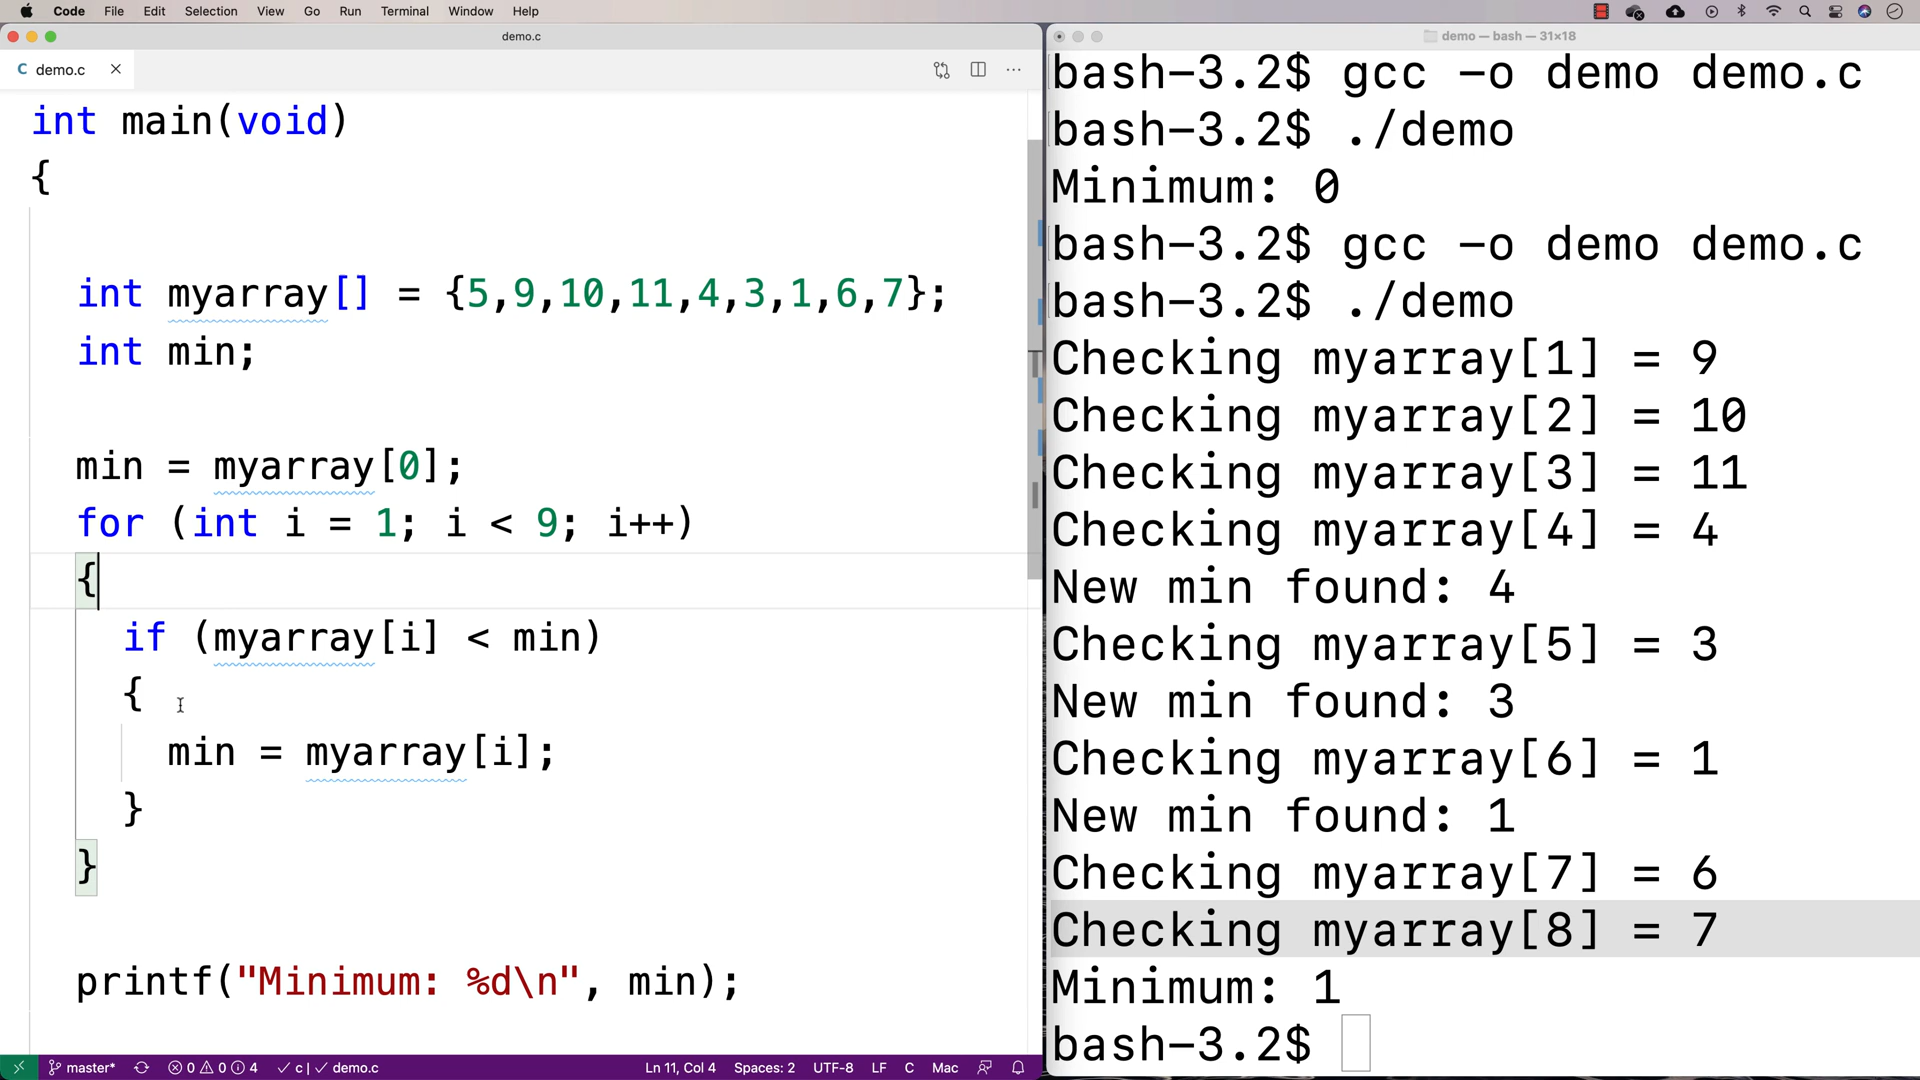 Code File Edit Selection View Go Run Terminal Window Help
demo.c
C demo.c
int main(void)
{
int myarray[] = {5,9,10,11,4,3,1,6,7};
int min;
min = myarray[0];
for (int i = 1; i < 9; i++)
{
if (myarray[i] < min)
{
min = myarray[i];
}
}
printf("Minimum: %d\n", min);
master* 0 0 4 c | demo.c Ln 11, Col 4 Spaces: 2 UTF-8 LF C Mac
demo — bash — 31×18
bash-3.2$ gcc -o demo demo.c
bash-3.2$ ./demo
Minimum: 0
bash-3.2$ gcc -o demo demo.c
bash-3.2$ ./demo
Checking myarray[1] = 9
Checking myarray[2] = 10
Checking myarray[3] = 11
Checking myarray[4] = 4
New min found: 4
Checking myarray[5] = 3
New min found: 3
Checking myarray[6] = 1
New min found: 1
Checking myarray[7] = 6
Checking myarray[8] = 7
Minimum: 1
bash-3.2$